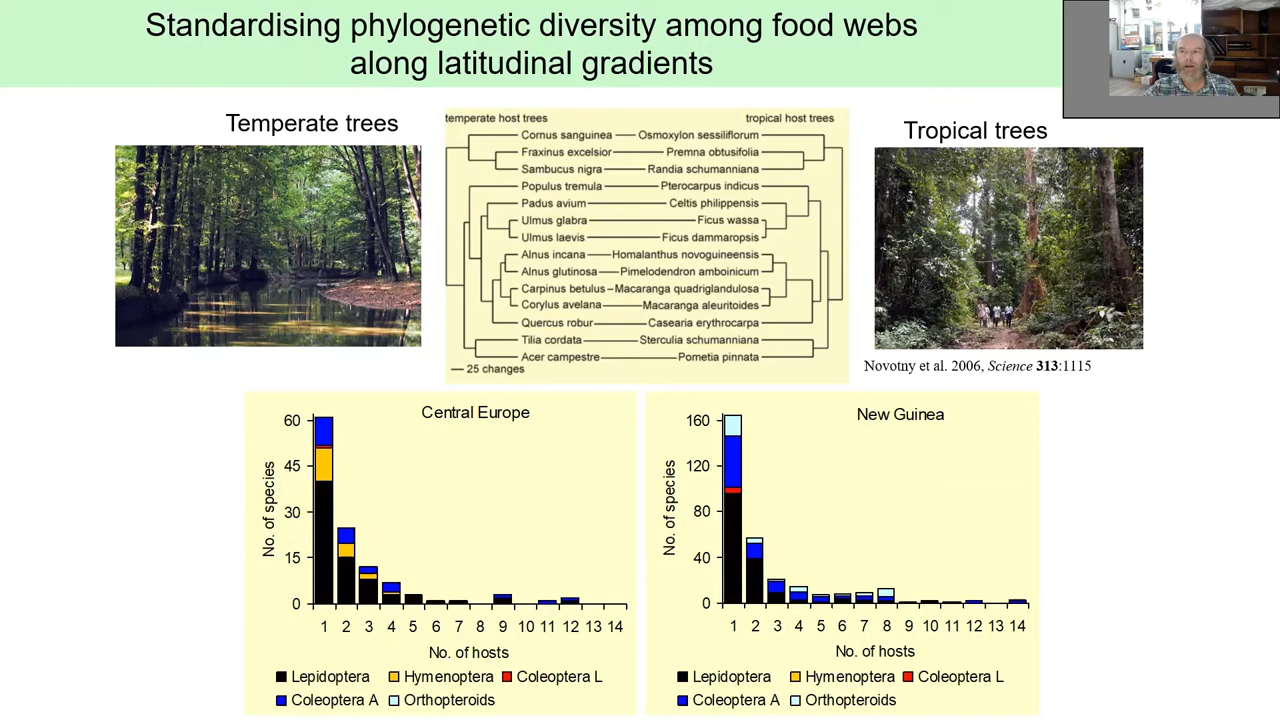 Standardising phylogenetic diversity among food webs
along latitudinal gradients
Temperate trees
Tropical trees
temperate host trees
tropical host trees
Cornus sanguinea
Osmoxylon sessiliflorum
Fraxinus excelsior
Premna obtusifolia
Sambucus nigra
Randia schumanniana
Populus tremula
Pterocarpus indicus
Padus avium
Celtis philippensis
Ulmus glabra
Ficus wassa
Ulmus laevis
Ficus dammaropsis
Alnus incana
Homalanthus novoguineensis
Alnus glutinosa
Pimelodendron amboinicum
Carpinus betulus
Macaranga quadriglandulosa
Corylus avelana
Macaranga aleuritoides
Quercus robur
Casearia erythrocarpa
Tilia cordata
Sterculia schumanniana
Acer campestre
Pometia pinnata
25 changes
Novotny et al. 2006, Science 313:1115
Central Europe
60
45
30
15
0
No. of species
1 2 3 4 5 6 7 8 9 10 11 12 13 14
No. of hosts
Lepidoptera Hymenoptera Coleoptera L
Coleoptera A Orthopteroids
New Guinea
160
120
80
40
0
No. of species
1 2 3 4 5 6 7 8 9 10 11 12 13 14
No. of hosts
Lepidoptera Hymenoptera Coleoptera L
Coleoptera A Orthopteroids